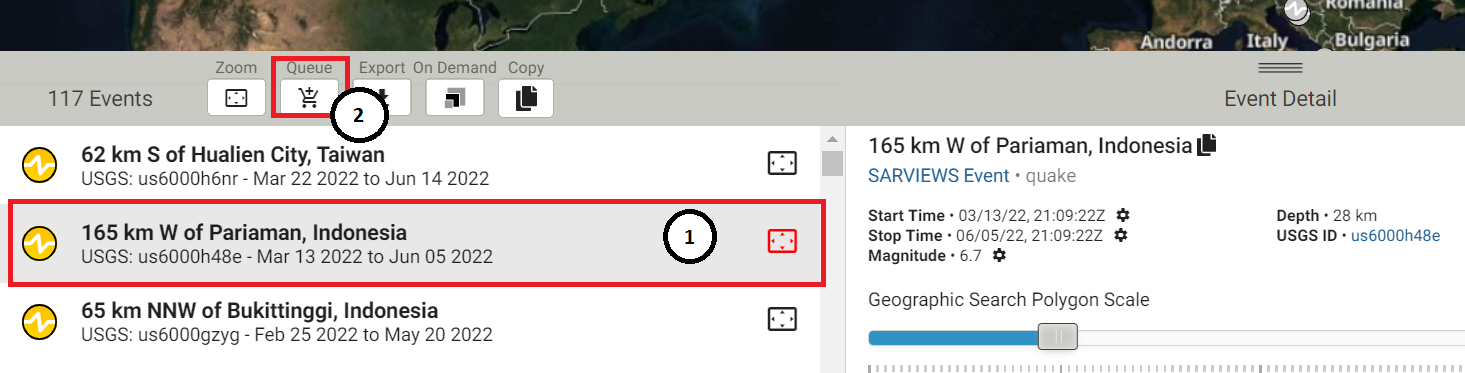 Romania
Andorra Italy Bulgaria
Zoom Queue Export On Demand Copy
117 Events
2
Event Detail
62 km S of Hualien City, Taiwan
USGS: us6000h6nr - Mar 22 2022 to Jun 14 2022
165 km W of Pariaman, Indonesia
USGS: us6000h48e - Mar 13 2022 to Jun 05 2022
1
65 km NNW of Bukittinggi, Indonesia
USGS: us6000gzyg - Feb 25 2022 to May 20 2022
165 km W of Pariaman, Indonesia
SARVIEWS Event • quake
Start Time • 03/13/22, 21:09:22Z
Stop Time • 06/05/22, 21:09:22Z
Magnitude • 6.7
Depth • 28 km
USGS ID • us6000h48e
Geographic Search Polygon Scale